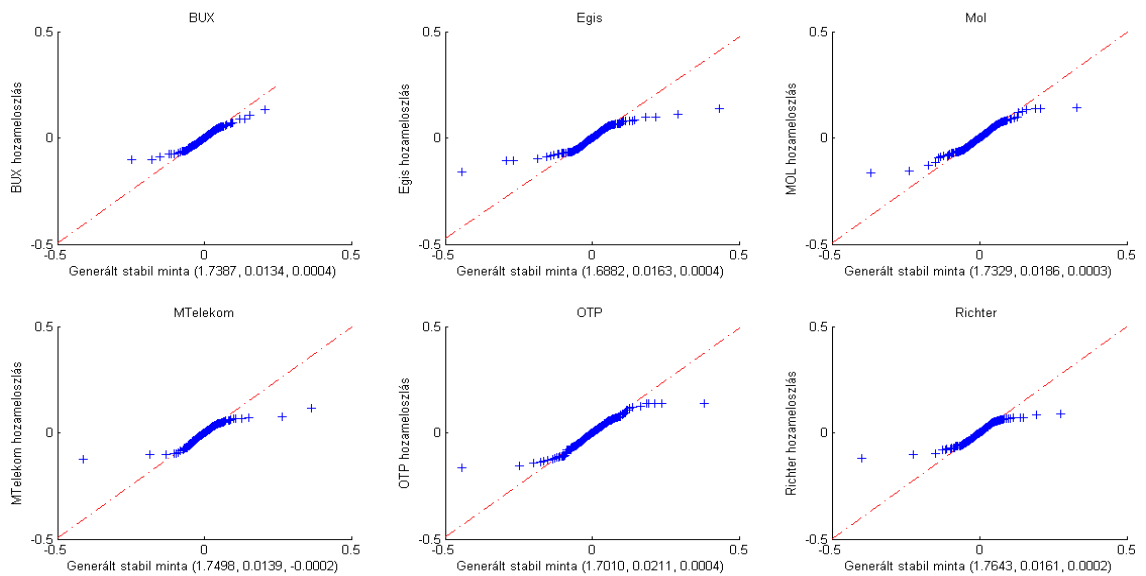 BUX
0.5
0
-0.5
-0.5
0
0.5
BUX hozameloszlás
Generált stabil minta (1.7387, 0.0134, 0.0004)
Egis
0.5
0
-0.5
-0.5
0
0.5
Egis hozameloszlás
Generált stabil minta (1.6882, 0.0163, 0.0004)
Mol
0.5
0
-0.5
-0.5
0
0.5
MOL hozameloszlás
Generált stabil minta (1.7329, 0.0186, 0.0003)
MTelekom
0.5
0
-0.5
-0.5
0
0.5
MTelekom hozameloszlás
Generált stabil minta (1.7498, 0.0139, -0.0002)
OTP
0.5
0
-0.5
-0.5
0
0.5
OTP hozameloszlás
Generált stabil minta (1.7010, 0.0211, 0.0004)
Richter
0.5
0
-0.5
-0.5
0
0.5
Richter hozameloszlás
Generált stabil minta (1.7643, 0.0161, 0.0002)